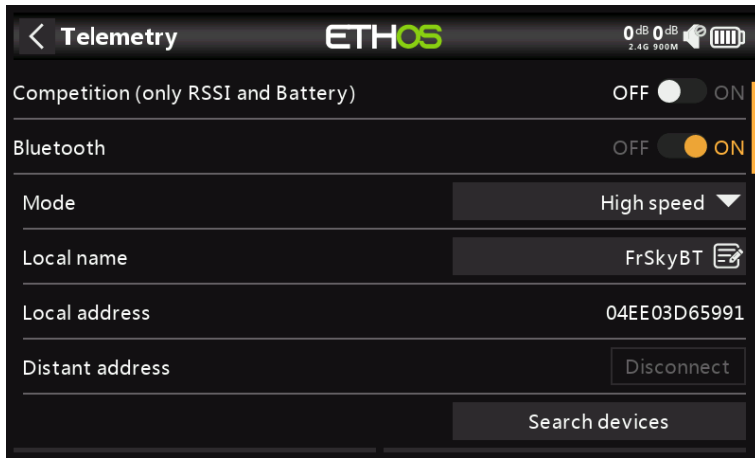 Telemetry ETHOS 0dB 0dB
2.4G 900M
Competition (only RSSI and Battery) OFF ON
Bluetooth OFF ON
Mode High speed
Local name FrSkyBT
Local address 04EE03D65991
Distant address Disconnect
Search devices